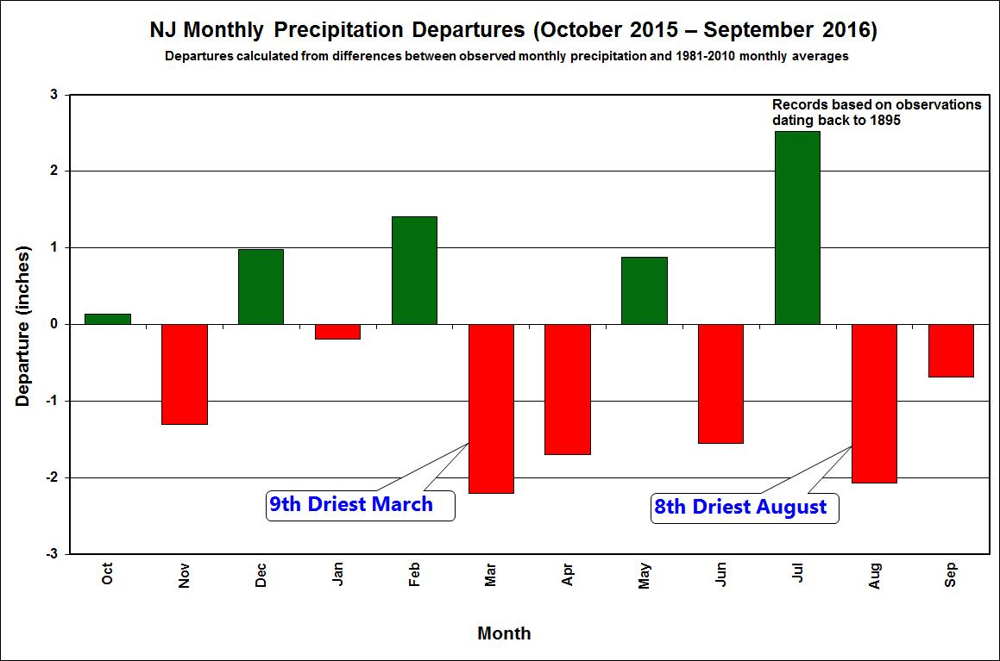 NJ Monthly Precipitation Departures (October 2015 – September 2016)
Departures calculated from differences between observed monthly precipitation and 1981-2010 monthly averages
Records based on observations
dating back to 1895
3
2
1
0
-1
-2
-3
Departure (inches)
9th Driest March
8th Driest August
Oct
Nov
Dec
Jan
Feb
Mar
Apr
May
Jun
Jul
Aug
Sep
Month